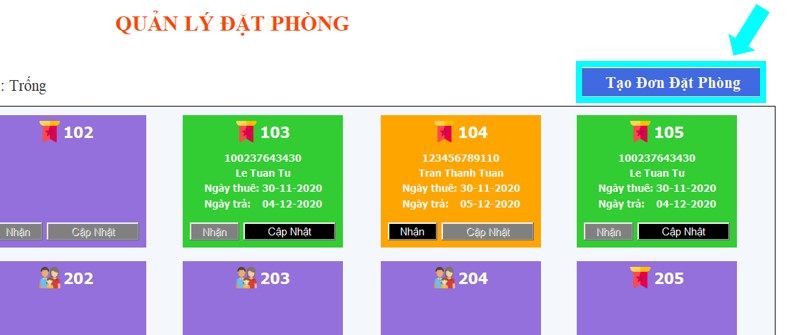 QUẢN LÝ ĐẶT PHÒNG
: Trống
Tạo Đơn Đặt Phòng
102
Nhận Cập Nhật
103
100237643430
Le Tuan Tu
Ngày thuê: 30-11-2020
Ngày trả: 04-12-2020
Nhận Cập Nhật
104
123456789110
Tran Thanh Tuan
Ngày thuê: 30-11-2020
Ngày trả: 05-12-2020
Nhận Cập Nhật
105
100237643430
Le Tuan Tu
Ngày thuê: 30-11-2020
Ngày trả: 04-12-2020
Nhận Cập Nhật
202
203
204
205